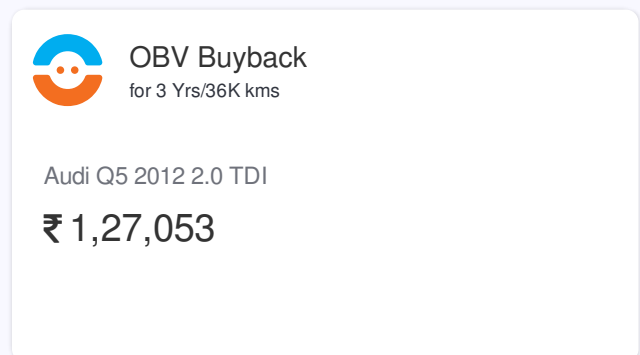 OBV Buyback
for 3 Yrs/36K kms
Audi Q5 2012 2.0 TDI
₹ 1,27,053